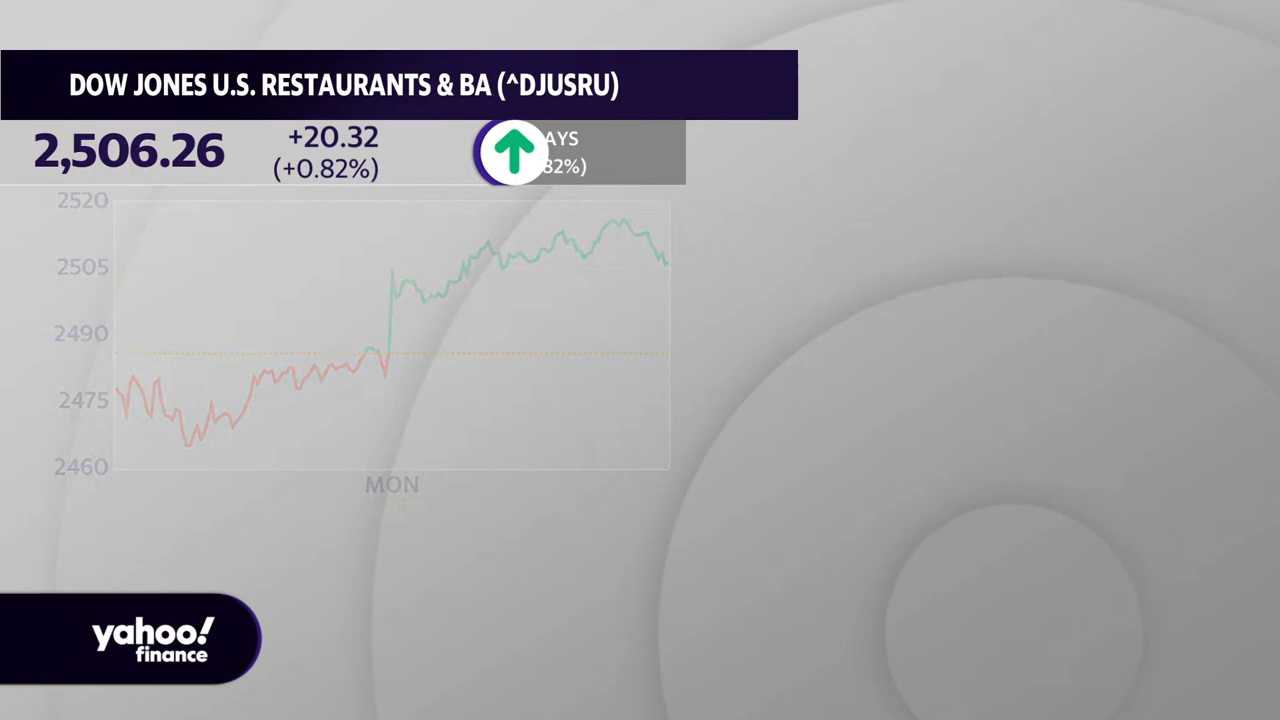 DOW JONES U.S. RESTAURANTS & BA (^DJUSRU)
2,506.26
+20.32
(+0.82%)
AYS
82%)
2520
2505
2490
2475
2460
MON
yahoo!
finance